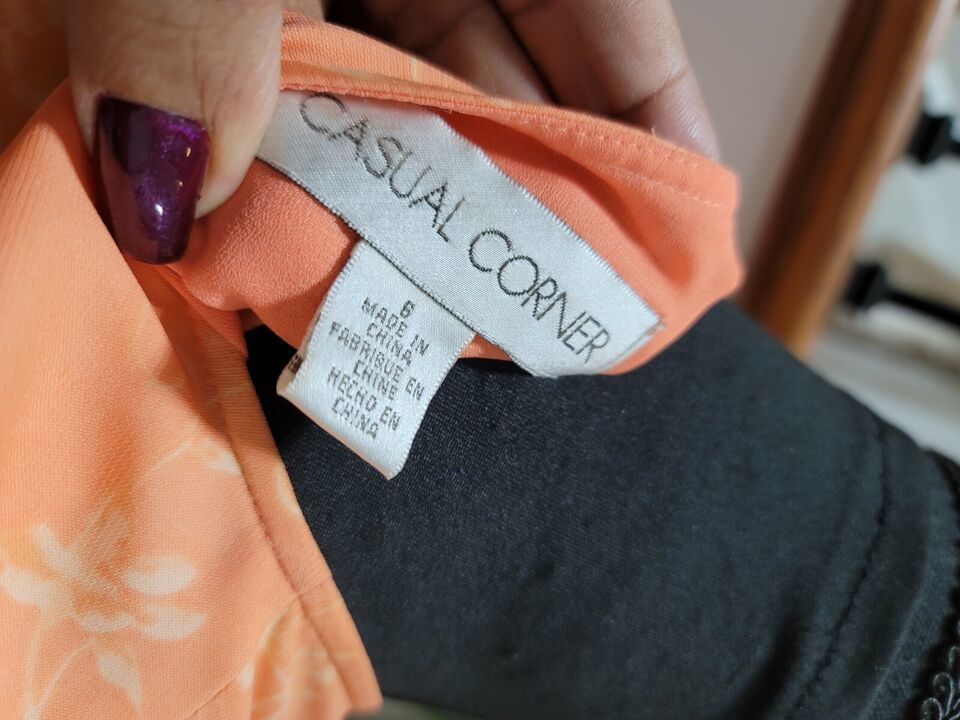 CASUAL CORNER
6
MADE IN
CHINA
FABRIQUE EN
CHINE
HECHO EN
CHINA